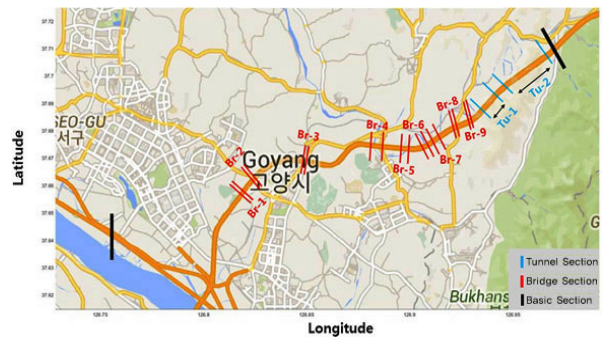 37.72
37.71
37.7
37.69
37.68
37.67
37.66
37.65
37.64
37.63
37.62
Latitude
SEO-GU
서구
Br-2
Br-1
Goyang
고양시
Br-3
Br-4
Br-5
Br-6
Br-7
Br-8
Br-9
Tu-1
Tu-2
G
Bukhans
Tunnel Section
Bridge Section
Basic Section
126.75
126.8
126.85
126.9
126.95
Longitude